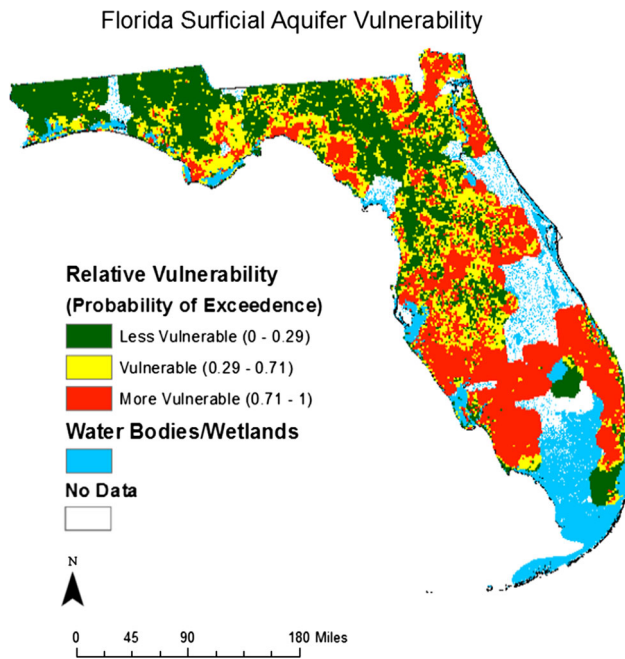 Florida Surficial Aquifer Vulnerability
Relative Vulnerability
(Probability of Exceedence)
Less Vulnerable (0 - 0.29)
Vulnerable (0.29 - 0.71)
More Vulnerable (0.71 - 1)
Water Bodies/Wetlands
No Data
N
0 45 90 180 Miles